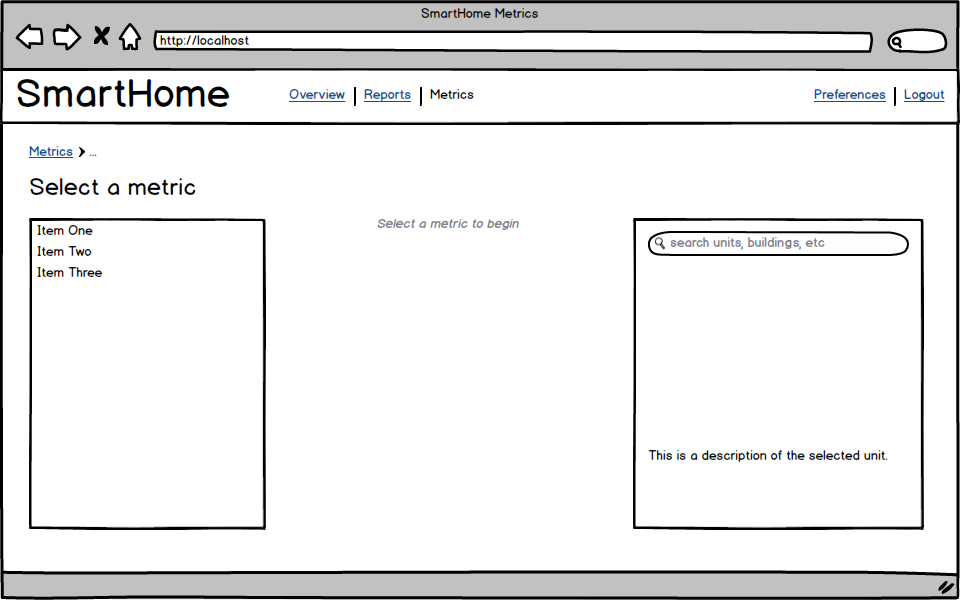 SmartHome Metrics
http://localhost
SmartHome
Overview | Reports | Metrics
Preferences | Logout
Metrics > ...
Select a metric
Item One
Item Two
Item Three
Select a metric to begin
search units, buildings, etc
This is a description of the selected unit.